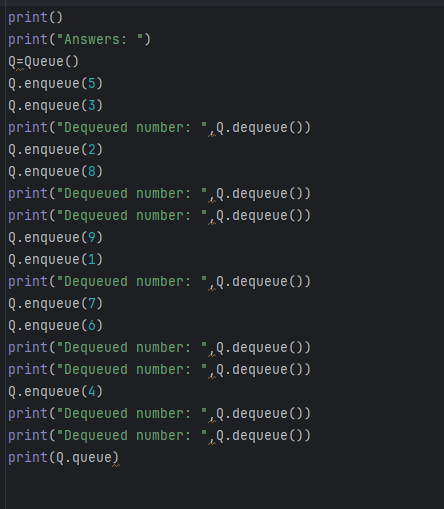 print()
print("Answers: ")
Q=Queue()
Q.enqueue(5)
Q.enqueue(3)
print("Dequeued number: ",Q.dequeue())
Q.enqueue(2)
Q.enqueue(8)
print("Dequeued number: ",Q.dequeue())
print("Dequeued number: ",Q.dequeue())
Q.enqueue(9)
Q.enqueue(1)
print("Dequeued number: ",Q.dequeue())
Q.enqueue(7)
Q.enqueue(6)
print("Dequeued number: ",Q.dequeue())
print("Dequeued number: ",Q.dequeue())
Q.enqueue(4)
print("Dequeued number: ",Q.dequeue())
print("Dequeued number: ",Q.dequeue())
print(Q.queue)